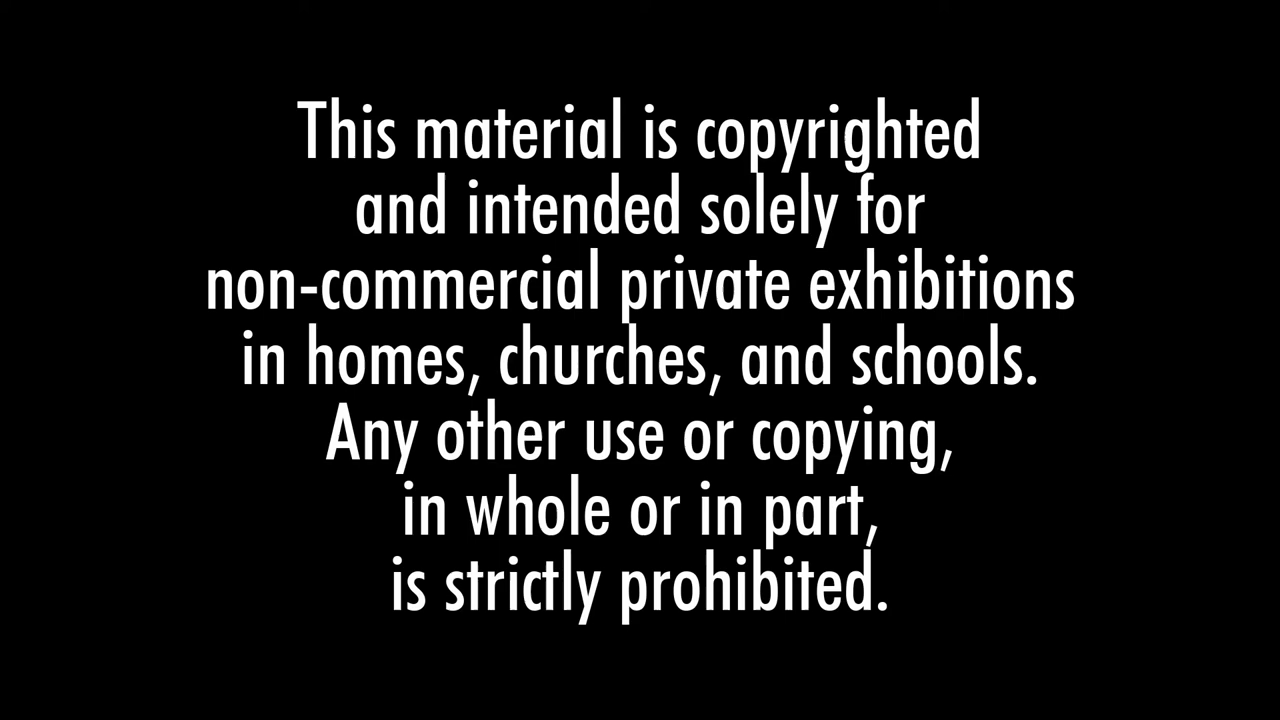 This material is copyrighted
and intended solely for
non-commercial private exhibitions
in homes, churches, and schools.
Any other use or copying,
in whole or in part,
is strictly prohibited.